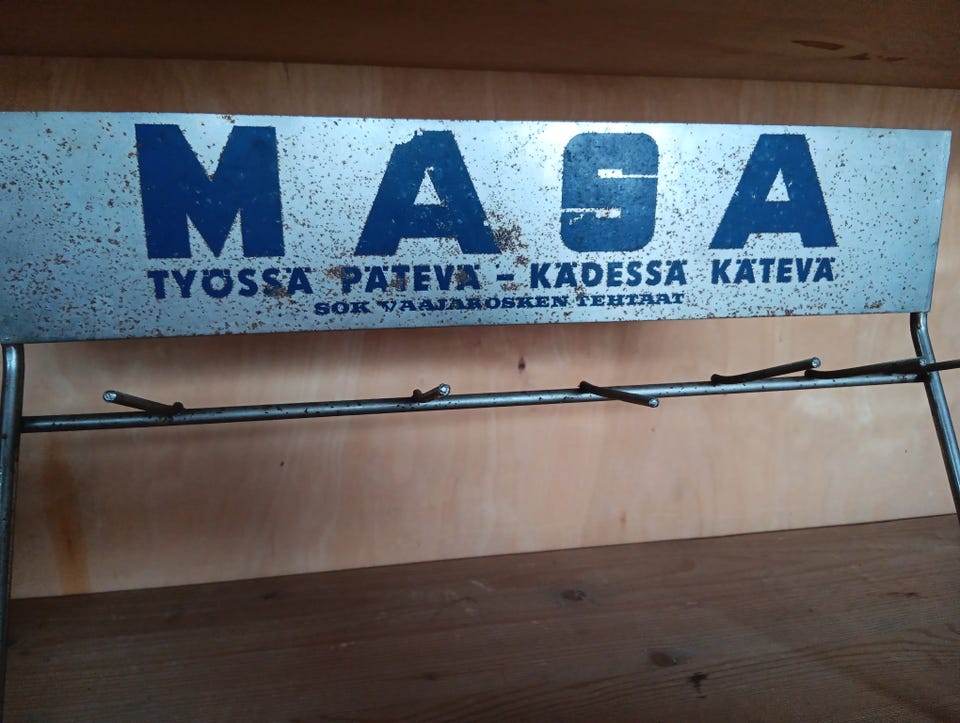 MASA
TYÖSSÄ PÄTEVÄ - KÄDESSÄ KÄTEVÄ
SOK VAAJAKOSKEN TEHTAAT